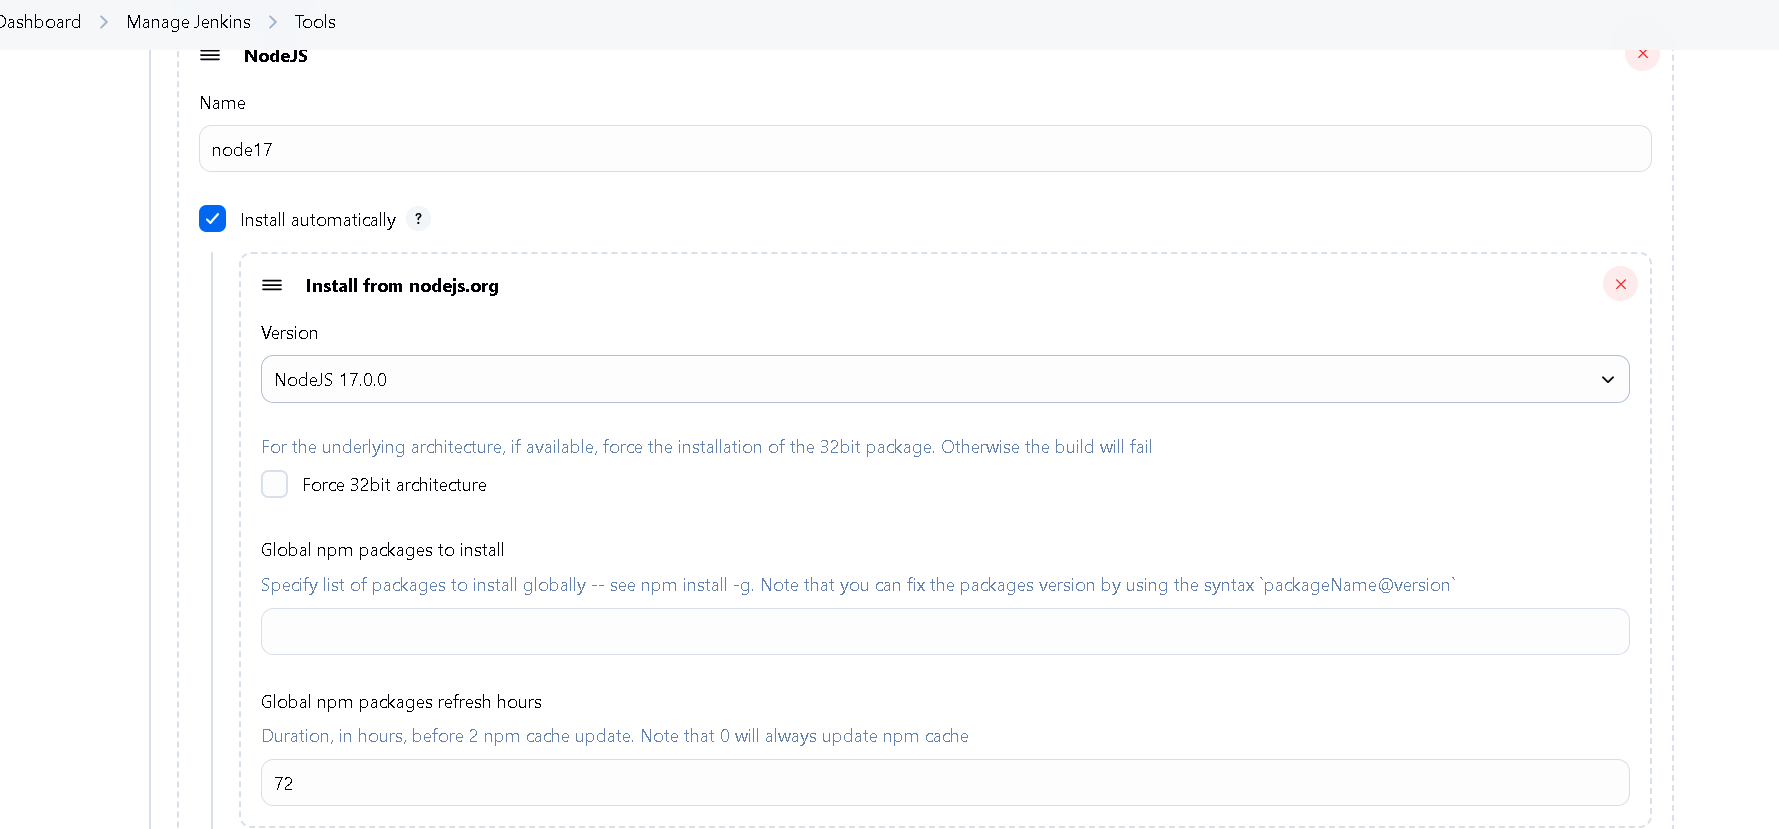 Dashboard > Manage Jenkins > Tools
NodeJS
Name
node17
Install automatically ?
Install from nodejs.org
Version
NodeJS 17.0.0
For the underlying architecture, if available, force the installation of the 32bit package. Otherwise the build will fail
Force 32bit architecture
Global npm packages to install
Specify list of packages to install globally -- see npm install -g. Note that you can fix the packages version by using the syntax `packageName@version`
Global npm packages refresh hours
Duration, in hours, before 2 npm cache update. Note that 0 will always update npm cache
72